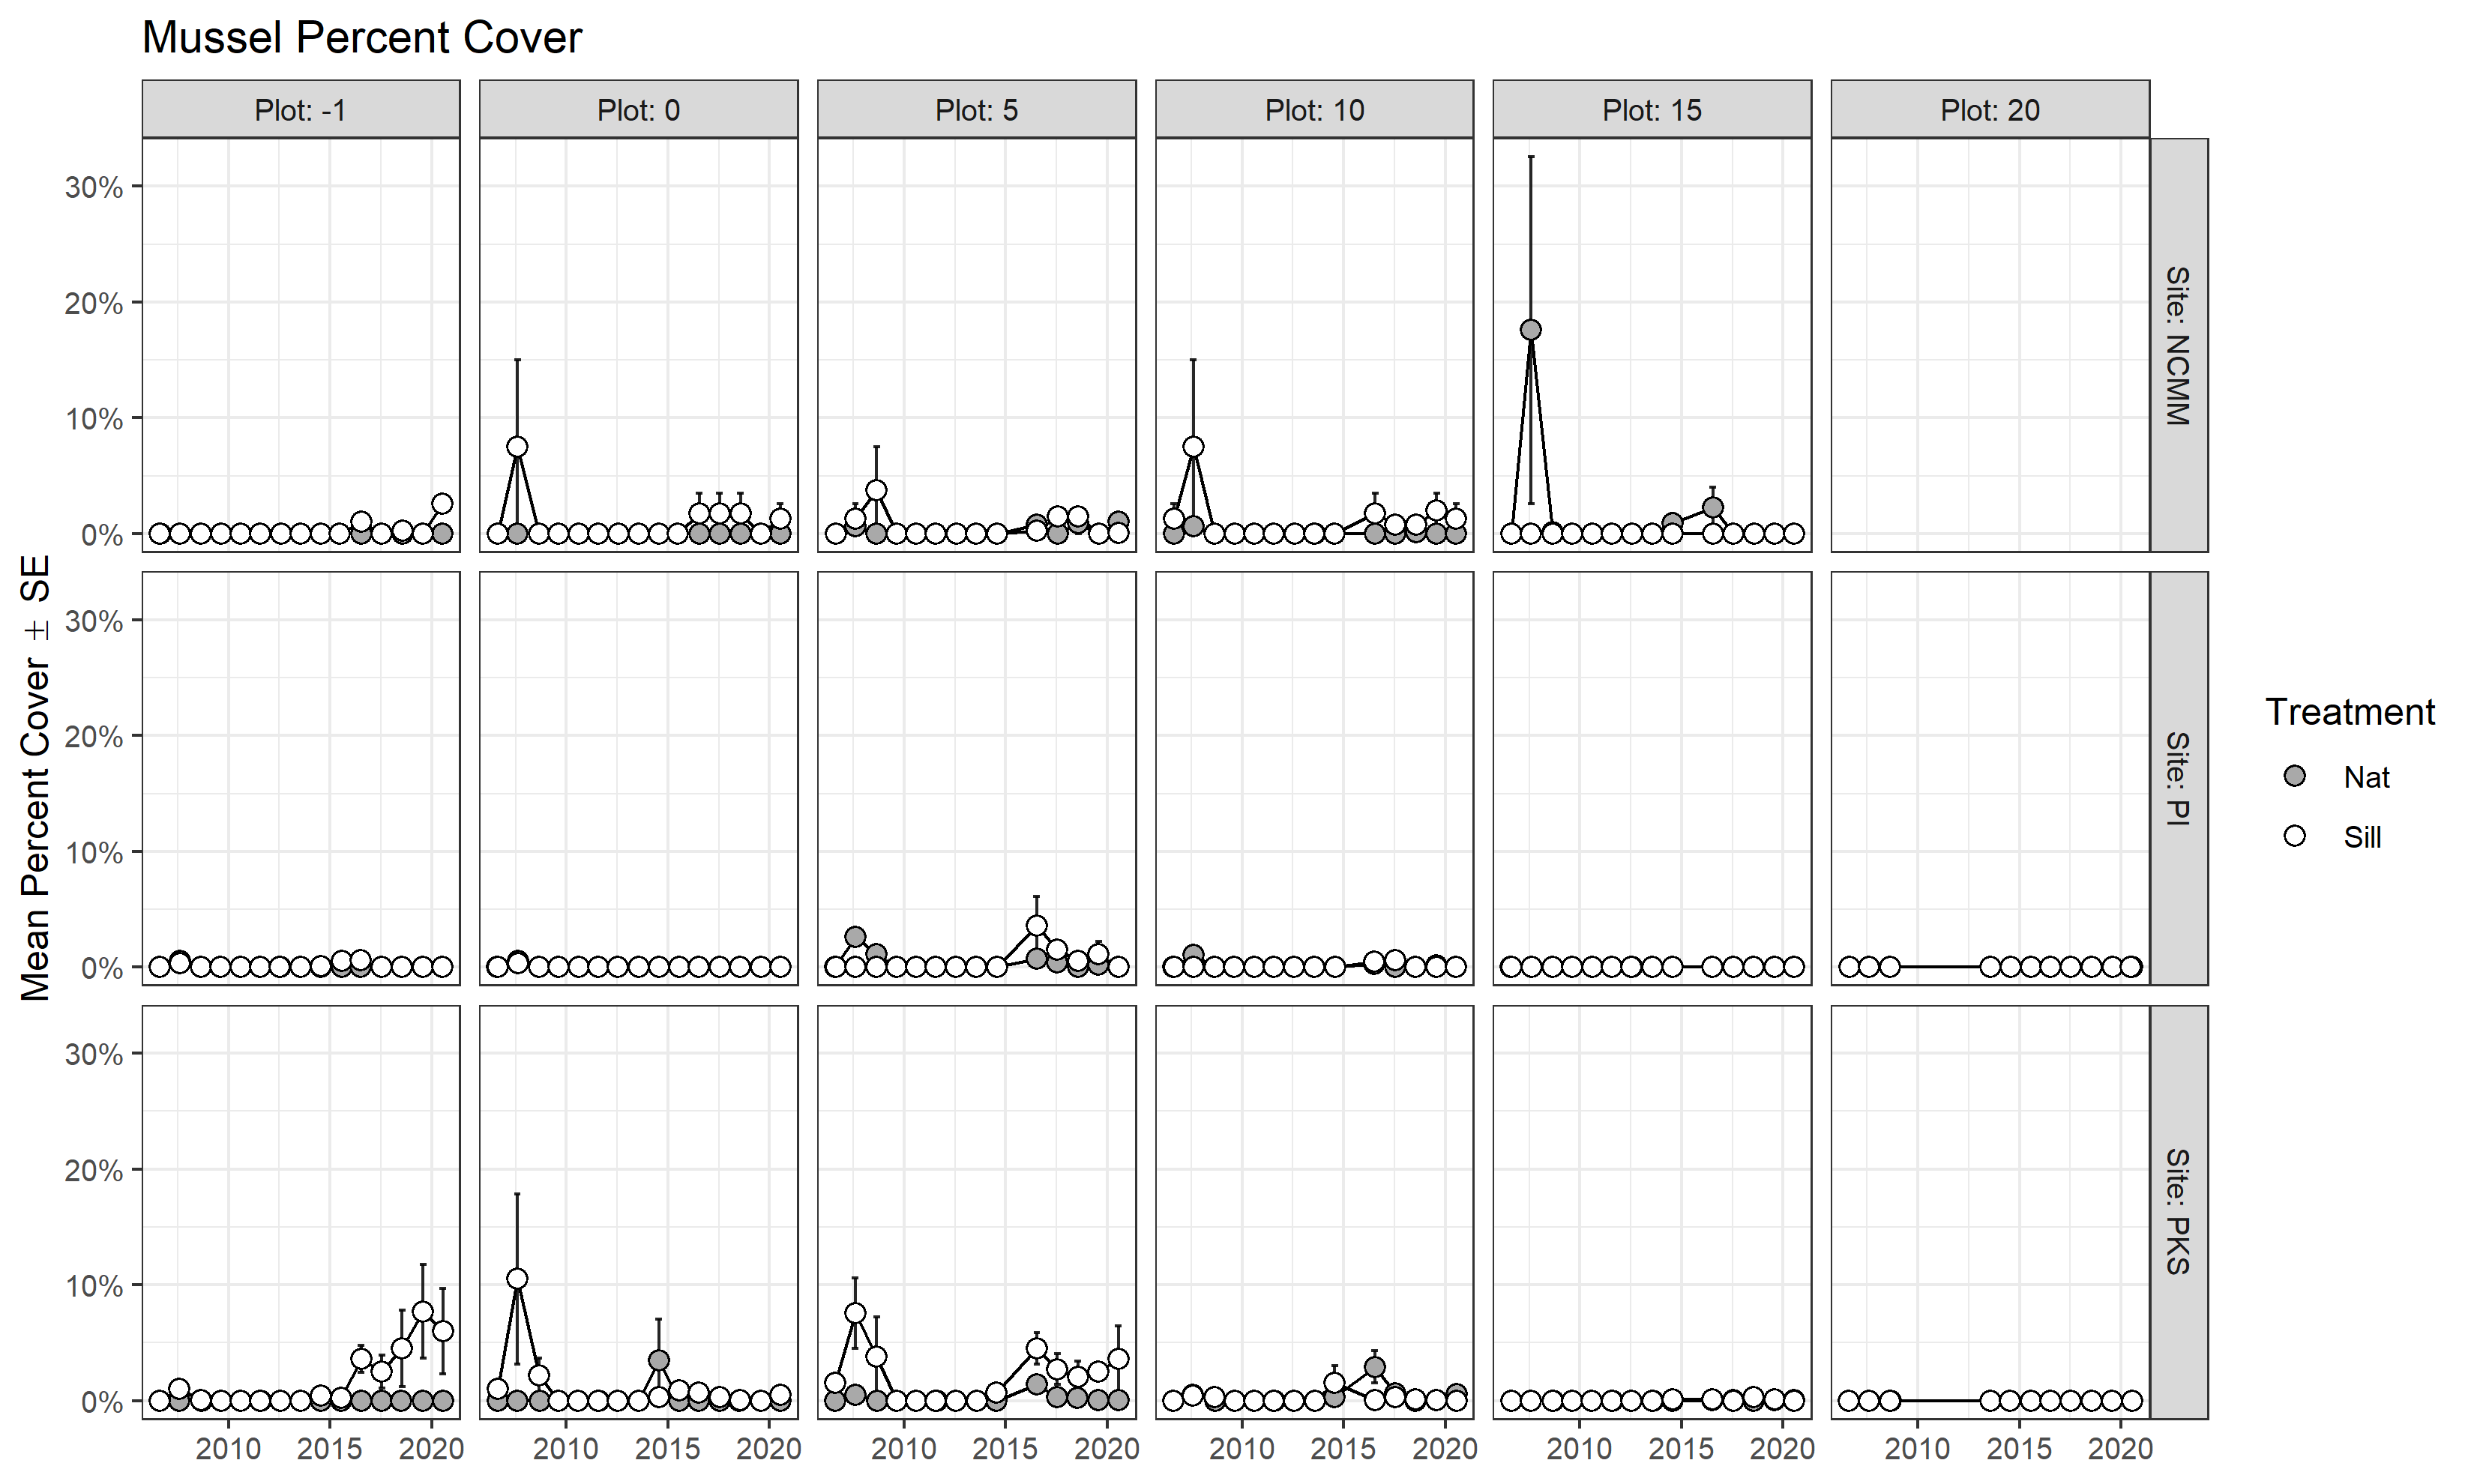 Mussel Percent Cover
Plot: -1
Plot: 0
Plot: 5
Plot: 10
Plot: 15
Plot: 20
Mean Percent Cover ± SE
30%
20%
10%
0%
Site: NCMM
30%
20%
10%
0%
Site: PI
30%
20%
10%
0%
Site: PKS
2010 2015 2020
2010 2015 2020
2010 2015 2020
2010 2015 2020
2010 2015 2020
2010 2015 2020
Treatment
Nat
Sill